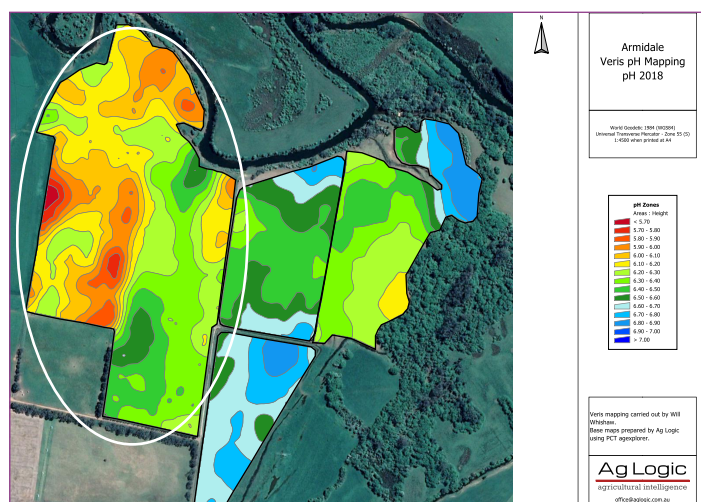 N
Armidale
Veris pH Mapping
pH 2018
World Geodetic 1984 (WGS84)
Universal Transverse Mercator - Zone 55 (S)
1:4500 when printed at A4
pH Zones
Areas : Height
< 5.70
5.70 - 5.80
5.80 - 5.90
5.90 - 6.00
6.00 - 6.10
6.10 - 6.20
6.20 - 6.30
6.30 - 6.40
6.40 - 6.50
6.50 - 6.60
6.60 - 6.70
6.70 - 6.80
6.80 - 6.90
6.90 - 7.00
> 7.00
Veris mapping carried out by Will
Whishaw.
Base maps prepared by Ag Logic
using PCT agexplorer.
Ag Logic
agricultural intelligence
office@aglogic.com.au